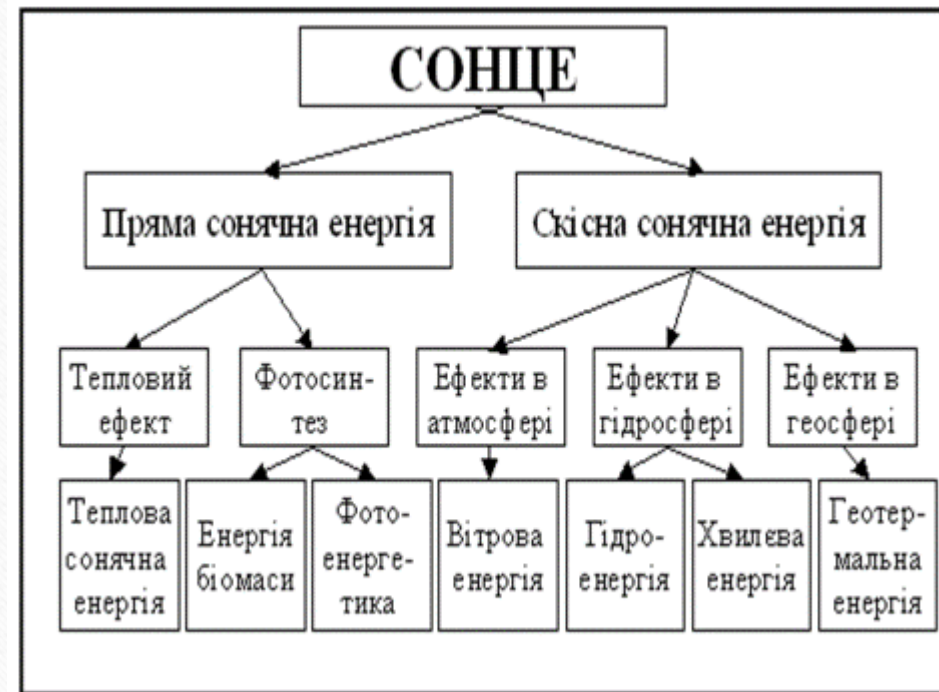 СОНЦЕ
Пряма сонячна енергія
Скісна сонячна енергія
Тепловий
ефект
Фотосин-
тез
Ефекти в
атмосфері
Ефекти в
гідросфері
Ефекти в
геосфері
Теплова
сонячна
енергія
Енергія
біомаси
Фото-
енерге-
тика
Вітрова
енергія
Гідро-
енергія
Хвилєва
енергія
Геотер-
мальна
енергія